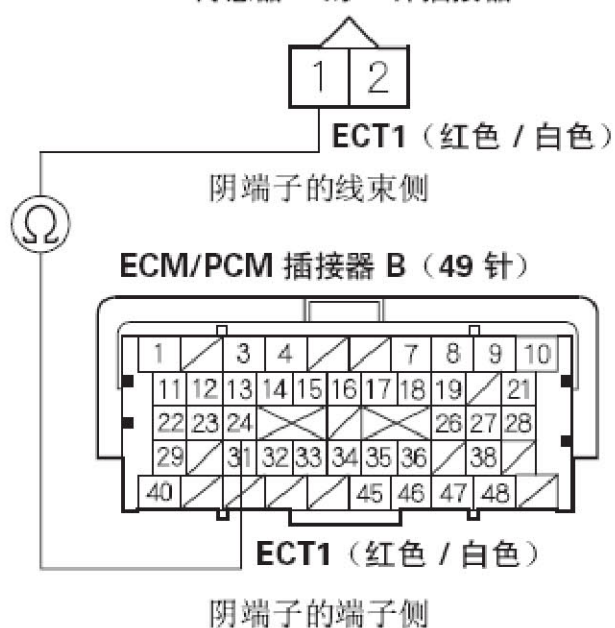 1 2
ECT1（红色 / 白色）
阴端子的线束侧
Ω
ECM/PCM 插接器 B（49 针）
1 3 4 7 8 9 10
11 12 13 14 15 16 17 18 19 21
22 23 24 26 27 28
29 31 32 33 34 35 36 38
40 45 46 47 48
ECT1（红色 / 白色）
阴端子的端子侧